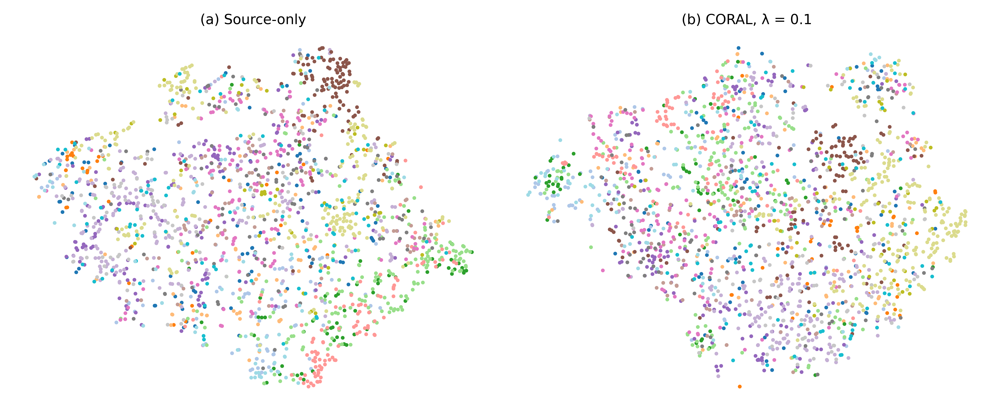 (a) Source-only
(b) CORAL, λ = 0.1